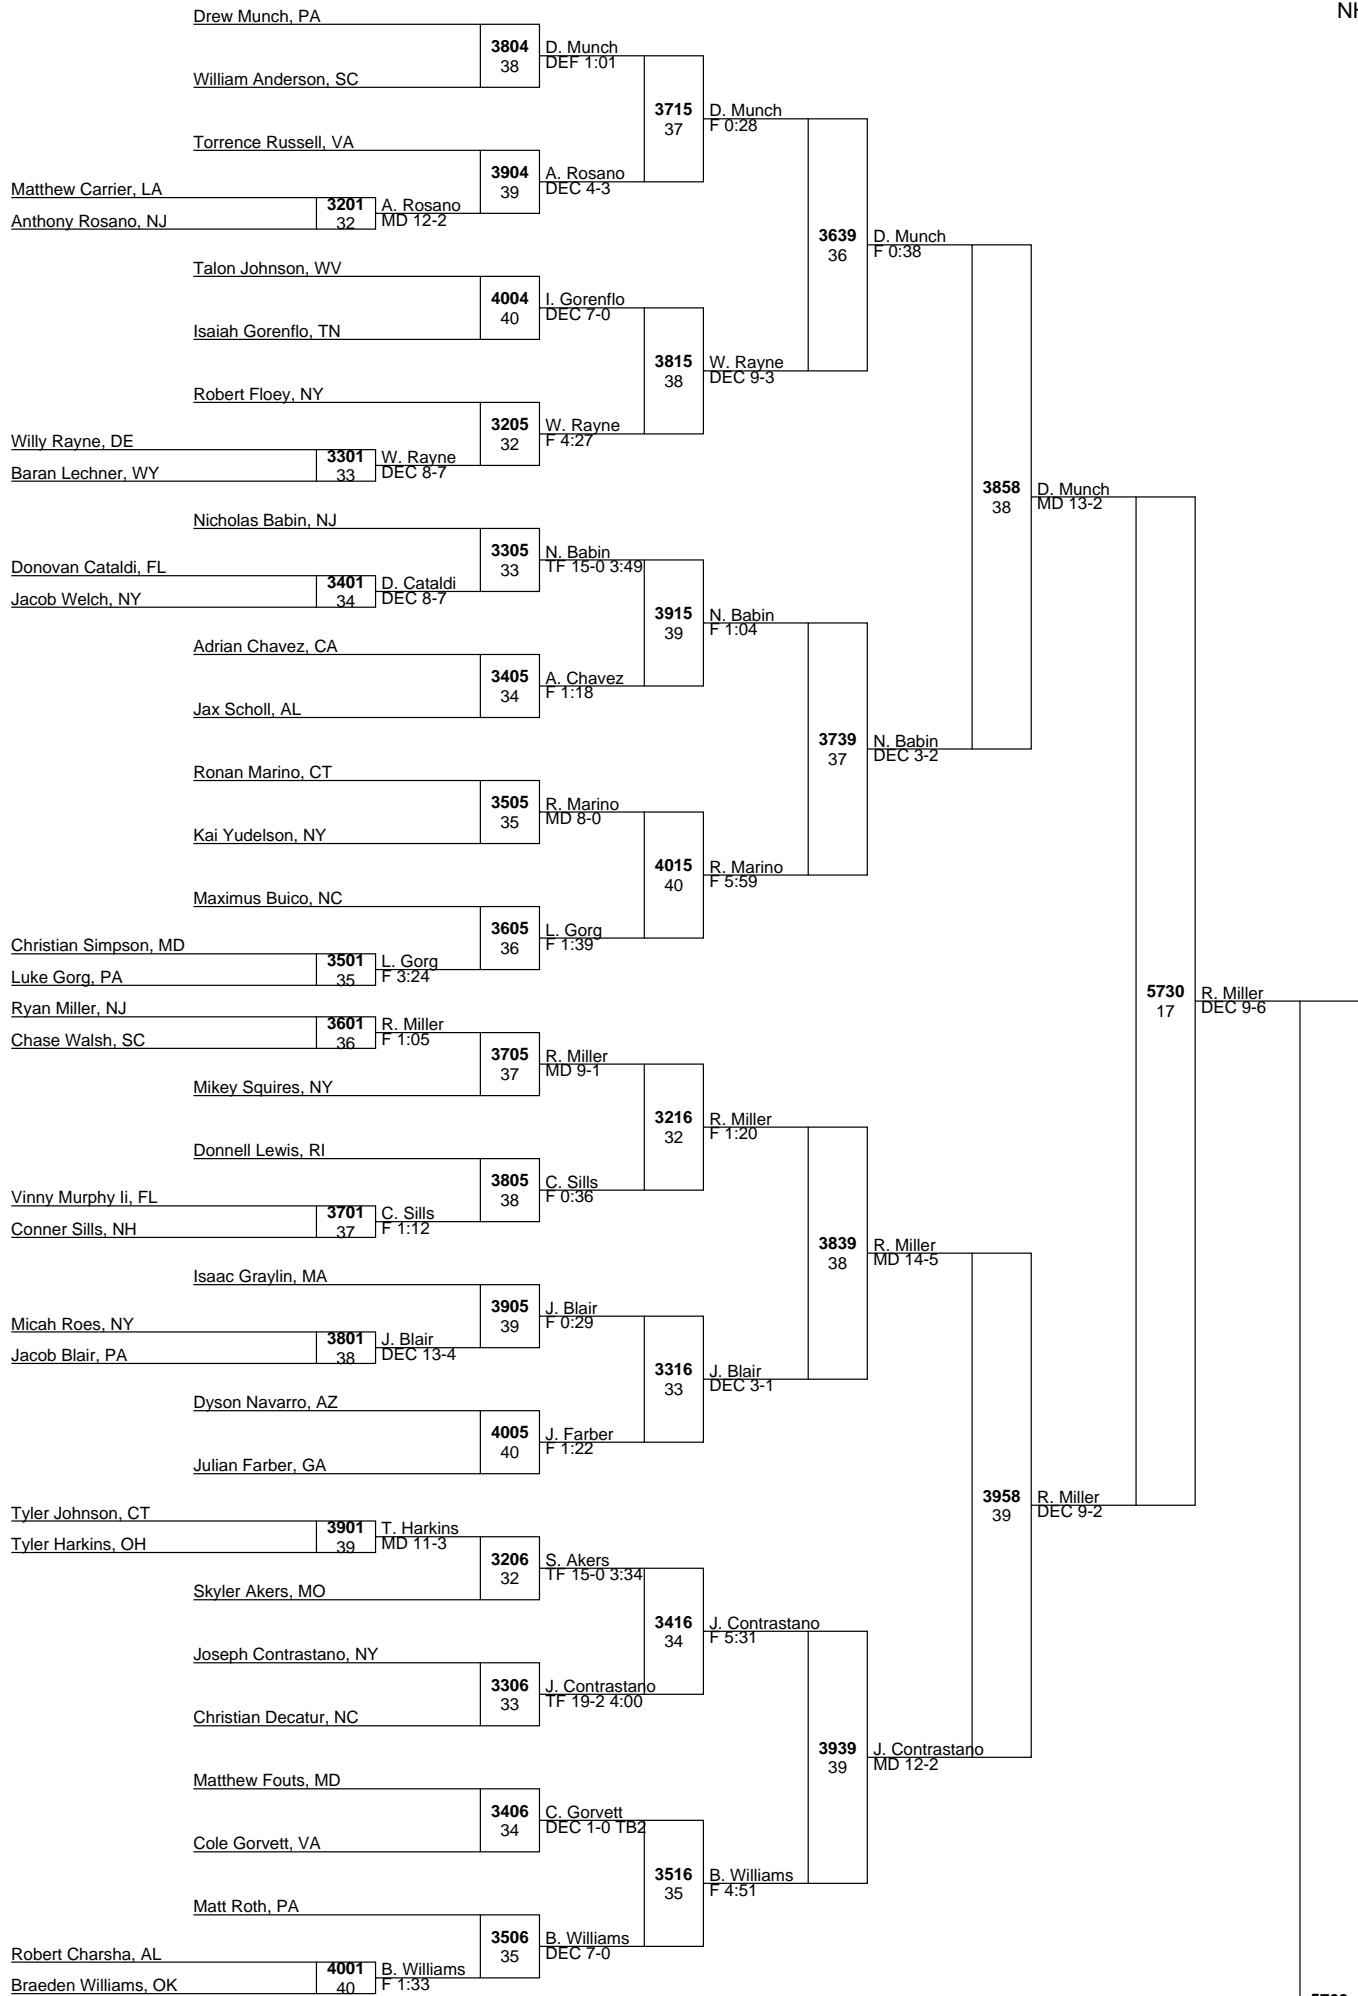 NH
Drew Munch, PA
3804 D. Munch
38 DEF 1:01
William Anderson, SC
3715 D. Munch
37 F 0:28
Torrence Russell, VA
3904 A. Rosano
39 DEC 4-3
Matthew Carrier, LA
3201 A. Rosano
32 MD 12-2
Anthony Rosano, NJ
3639 D. Munch
36 F 0:38
Talon Johnson, WV
4004 I. Gorenflo
40 DEC 7-0
Isaiah Gorenflo, TN
3815 W. Rayne
38 DEC 9-3
Robert Floey, NY
3205 W. Rayne
32 F 4:27
Willy Rayne, DE
3301 W. Rayne
33 DEC 8-7
Baran Lechner, WY
3858 D. Munch
38 MD 13-2
Nicholas Babin, NJ
3305 N. Babin
33 TF 15-0 3:49
Donovan Cataldi, FL
3401 D. Cataldi
34 DEC 8-7
Jacob Welch, NY
3915 N. Babin
39 F 1:04
Adrian Chavez, CA
3405 A. Chavez
34 F 1:18
Jax Scholl, AL
3739 N. Babin
37 DEC 3-2
Ronan Marino, CT
3505 R. Marino
35 MD 8-0
Kai Yudelson, NY
4015 R. Marino
40 F 5:59
Maximus Buico, NC
3605 L. Gorg
36 F 1:39
Christian Simpson, MD
3501 L. Gorg
35 F 3:24
Luke Gorg, PA
5730 R. Miller
17 DEC 9-6
Ryan Miller, NJ
3601 R. Miller
36 F 1:05
Chase Walsh, SC
3705 R. Miller
37 MD 9-1
Mikey Squires, NY
3216 R. Miller
32 F 1:20
Donnell Lewis, RI
3805 C. Sills
38 F 0:36
Vinny Murphy Ii, FL
3701 C. Sills
37 F 1:12
Conner Sills, NH
3839 R. Miller
38 MD 14-5
Isaac Graylin, MA
3905 J. Blair
39 F 0:29
Micah Roes, NY
3801 J. Blair
38 DEC 13-4
Jacob Blair, PA
3316 J. Blair
33 DEC 3-1
Dyson Navarro, AZ
4005 J. Farber
40 F 1:22
Julian Farber, GA
3958 R. Miller
39 DEC 9-2
Tyler Johnson, CT
3901 T. Harkins
39 MD 11-3
Tyler Harkins, OH
3206 S. Akers
32 TF 15-0 3:34
Skyler Akers, MO
3416 J. Contrastano
34 F 5:31
Joseph Contrastano, NY
3306 J. Contrastano
33 TF 19-2 4:00
Christian Decatur, NC
3939 J. Contrastano
39 MD 12-2
Matthew Fouts, MD
3406 C. Gorvett
34 DEC 1-0 TB2
Cole Gorvett, VA
3516 B. Williams
35 F 4:51
Matt Roth, PA
3506 B. Williams
35 DEC 7-0
Robert Charsha, AL
4001 B. Williams
40 F 1:33
Braeden Williams, OK